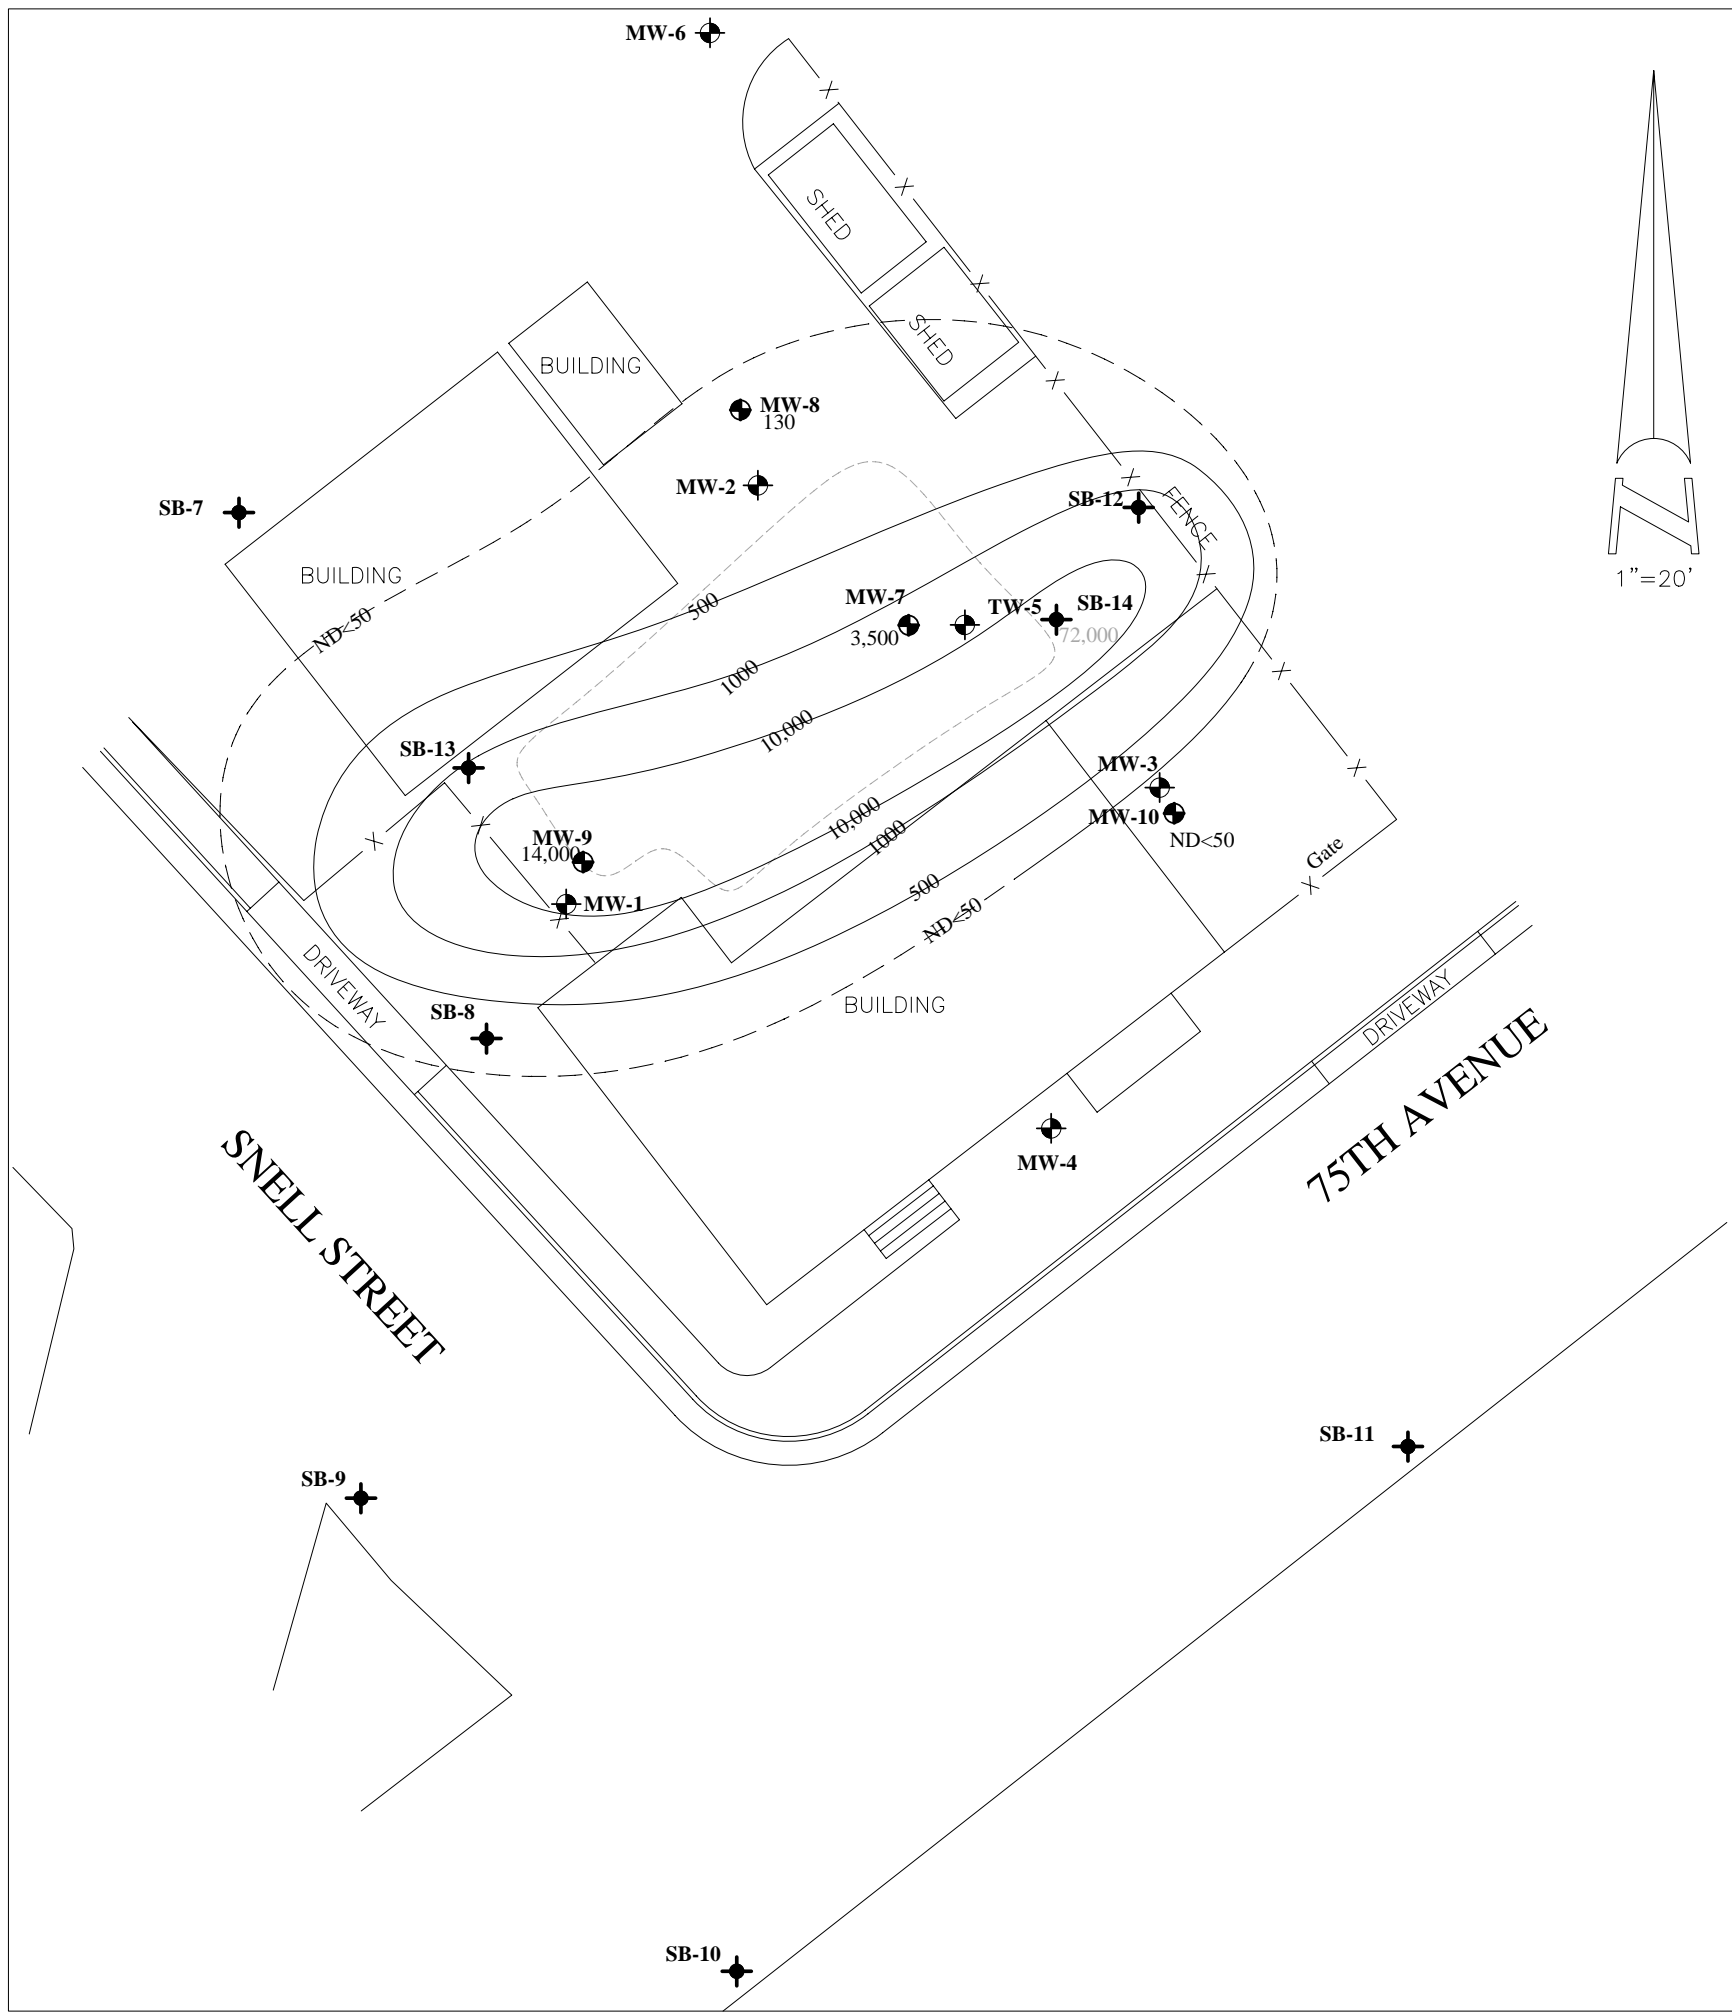 MW-6
SHED
SHED
BUILDING
MW-8
130
MW-2
SB-7
SB-12
FENCE
1"=20'
BUILDING
ND<50
500
MW-7
3,500
TW-5
SB-14
72,000
1000
10,000
SB-13
MW-3
MW-10
ND<50
MW-9
14,000
10,000
1000
Gate
MW-1
500
ND<50
DRIVEWAY
SB-8
BUILDING
DRIVEWAY
75TH AVENUE
SNELL STREET
MW-4
SB-11
SB-9
SB-10
N